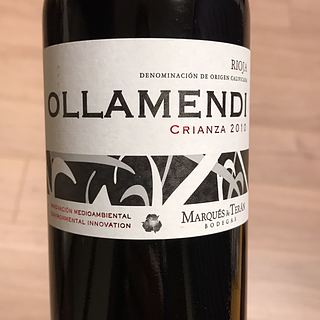 RIOJA
DENOMINACIÓN DE ORIGEN CALIFICADA
OLLAMENDI
CRIANZA 2010
INNOVACIÓN MEDIOAMBIENTAL
ENVIRONMENTAL INNOVATION
MARQUÉS de TERÁN
BODEGAS